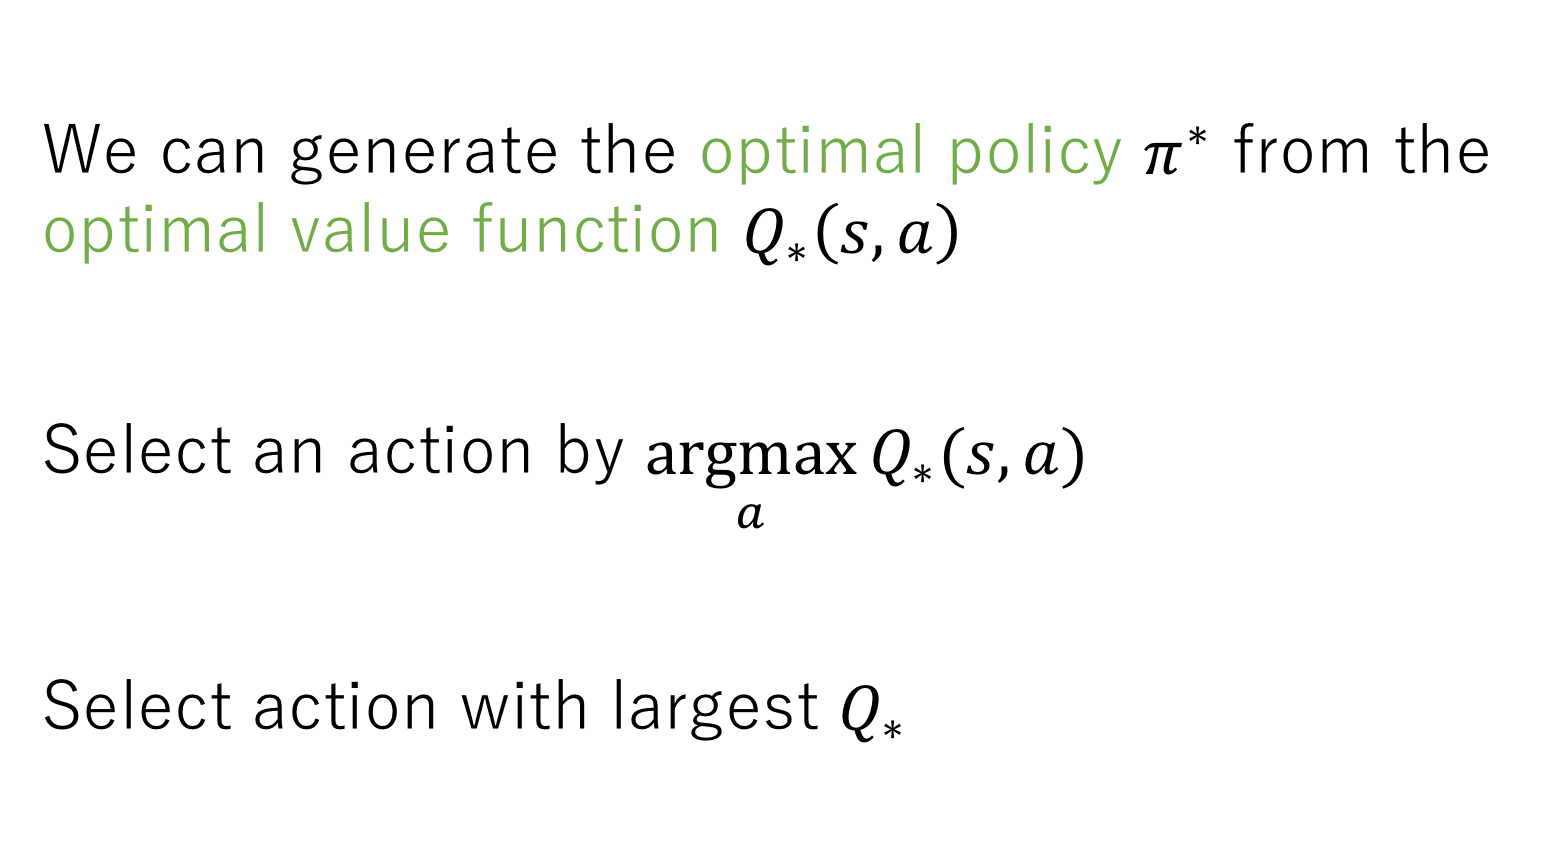 We can generate the optimal policy π* from the
optimal value function Q∗(s, a)
Select an action by argmax Q∗(s, a)
a
Select action with largest Q∗